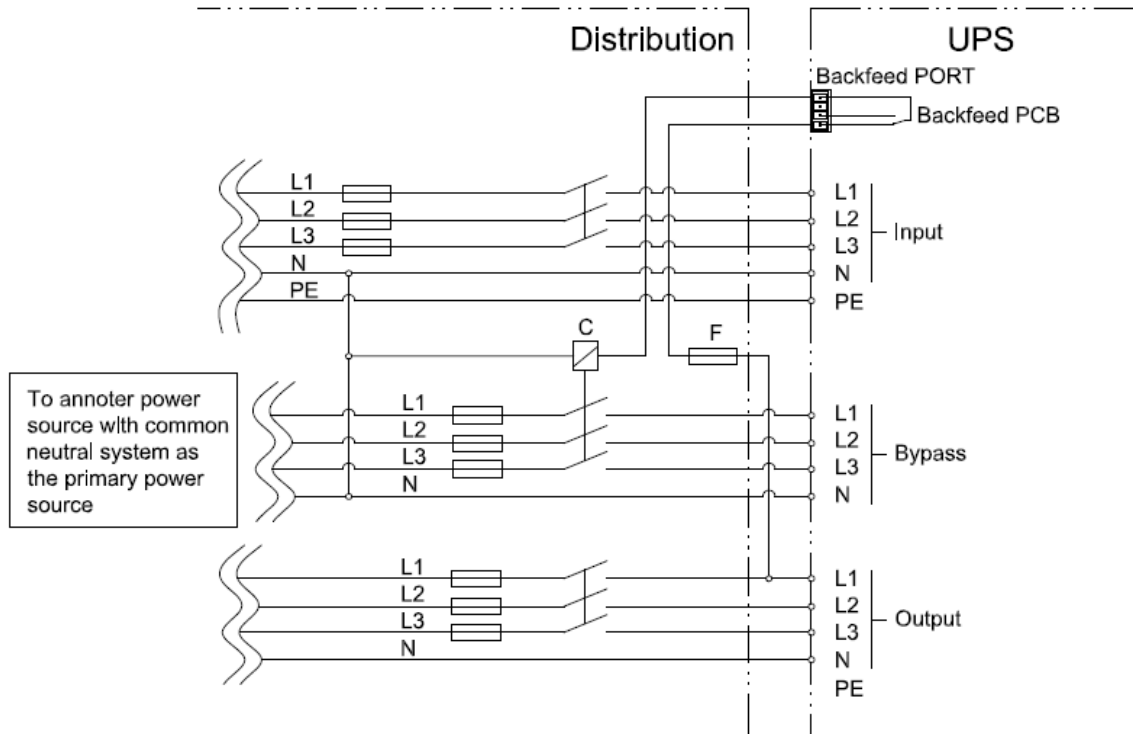 Distribution
UPS
Backfeed PORT
Backfeed PCB
L1
L2
L3
N
PE
L1
L2
L3
N
PE
Input
C
F
To annoter power
source with common
neutral system as
the primary power
source
L1
L2
L3
N
L1
L2
L3
N
Bypass
L1
L2
L3
N
L1
L2
L3
N
PE
Output